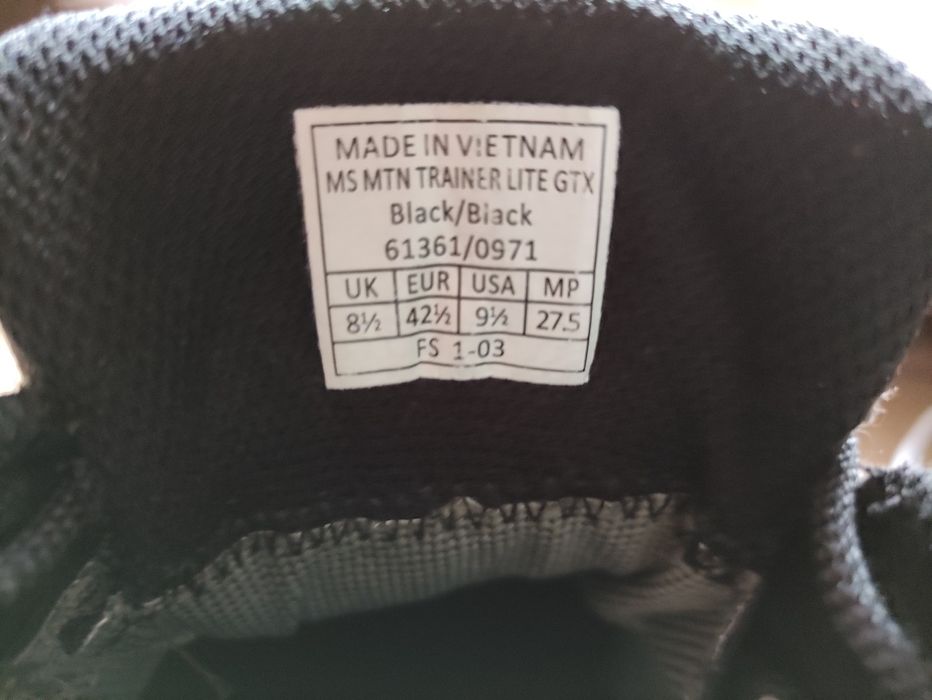 MADE IN VIETNAM
MS MTN TRAINER LITE GTX
Black/Black
61361/0971
UK EUR USA MP
8½ 42½ 9½ 27.5
FS 1-03